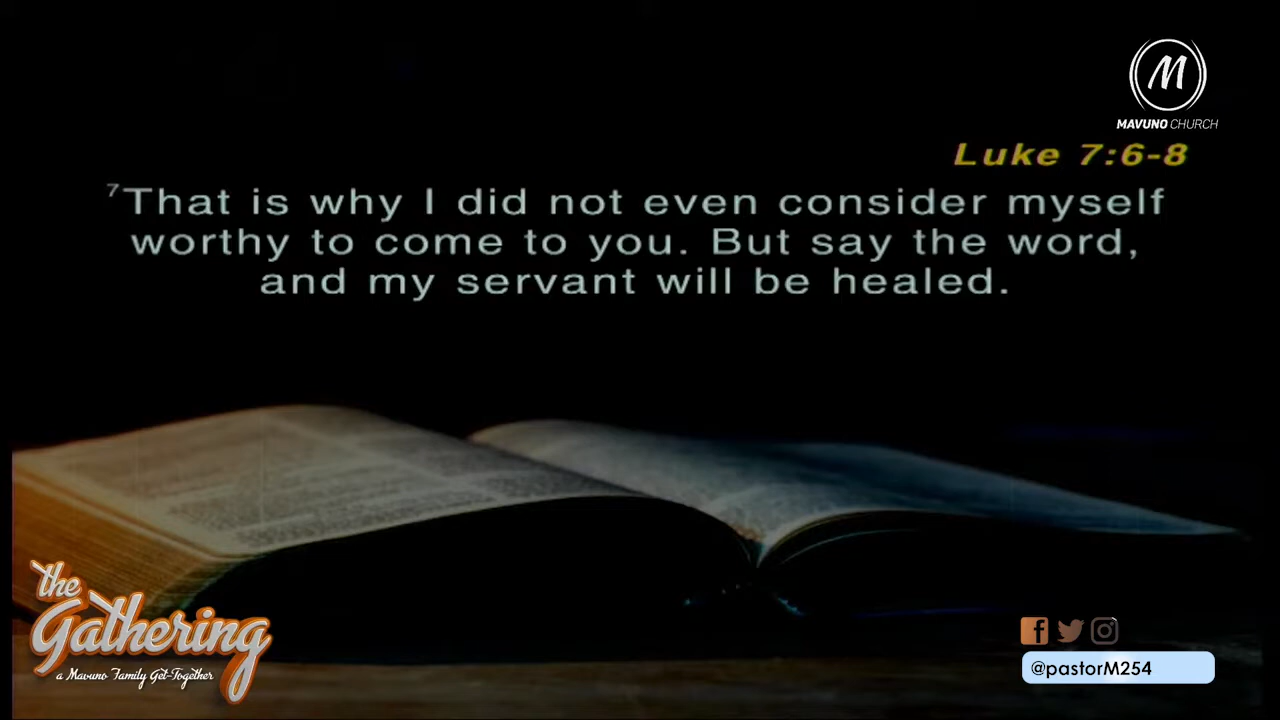 M
MAVUNO CHURCH
Luke 7:6-8
7That is why I did not even consider myself
worthy to come to you. But say the word,
and my servant will be healed.
the
Gathering
a Mavuno Family Get-Together
f
@pastorM254